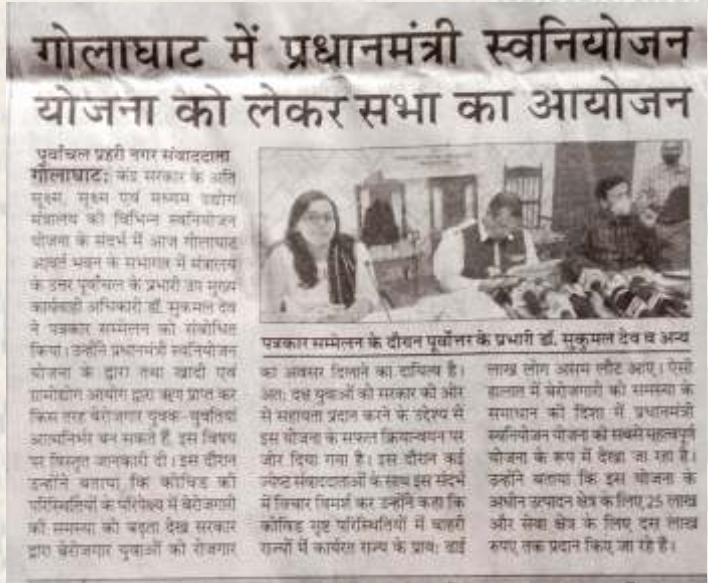 गोलाघाट में प्रधानमंत्री स्वनियोजन
योजना को लेकर सभा का आयोजन
पूर्वांचल प्रहरी नगर संवाददाता
गोलाघाट: केंद्र सरकार के अति
सूक्ष्म, सूक्ष्म एवं मध्यम उद्योग
मंत्रालय की विभिन्न स्वनियोजन
योजना के संदर्भ में आज गोलाघाट
आवर्त भवन के सभागार में मंत्रालय
के उत्तर पूर्वांचल के प्रभारी उप मुख्य
कार्यवाही अधिकारी डॉ. सुकमल देव
ने पत्रकार सम्मेलन को संबोधित
किया। उन्होंने प्रधानमंत्री स्वनियोजन
योजना के द्वारा तथा खादी एवं
ग्रामोद्योग आयोग द्वारा ऋण प्राप्त कर
किस तरह बेरोजगार युवक-युवतियां
आत्मनिर्भर बन सकते हैं, इस विषय
पर विस्तृत जानकारी दी। इस दौरान
उन्होंने बताया कि कोविड की
परिस्थितियों के परिपेक्ष्य में बेरोजगारी
की समस्या को बढ़ता देख सरकार
द्वारा बेरोजगार युवाओं को रोजगार
पत्रकार सम्मेलन के दौरान पूर्वोत्तर के प्रभारी डॉ. सुकुमल देव व अन्य
का अवसर दिलाने का दायित्व है।
अतः दक्ष युवाओं को सरकार की ओर
से सहायता प्रदान करने के उद्देश्य से
इस योजना के सफल क्रियान्वयन पर
जोर दिया गया है। इस दौरान कई
ज्येष्ठ संवाददाताओं के साथ इस संदर्भ
में विचार विमर्श कर उन्होंने कहा कि
कोविड सृष्ट परिस्थितियों में बाहरी
राज्यों में कार्यरत राज्य के प्रायः ढाई
लाख लोग असम लौट आए। ऐसी
हालात में बेरोजगारी की समस्या के
समाधान की दिशा में प्रधानमंत्री
स्वनियोजन योजना को सबसे महत्वपूर्ण
योजना के रूप में देखा जा रहा है।
उन्होंने बताया कि इस योजना के
अधीन उत्पादन क्षेत्र के लिए 25 लाख
और सेवा क्षेत्र के लिए दस लाख
रुपए तक प्रदान किए जा रहे है।